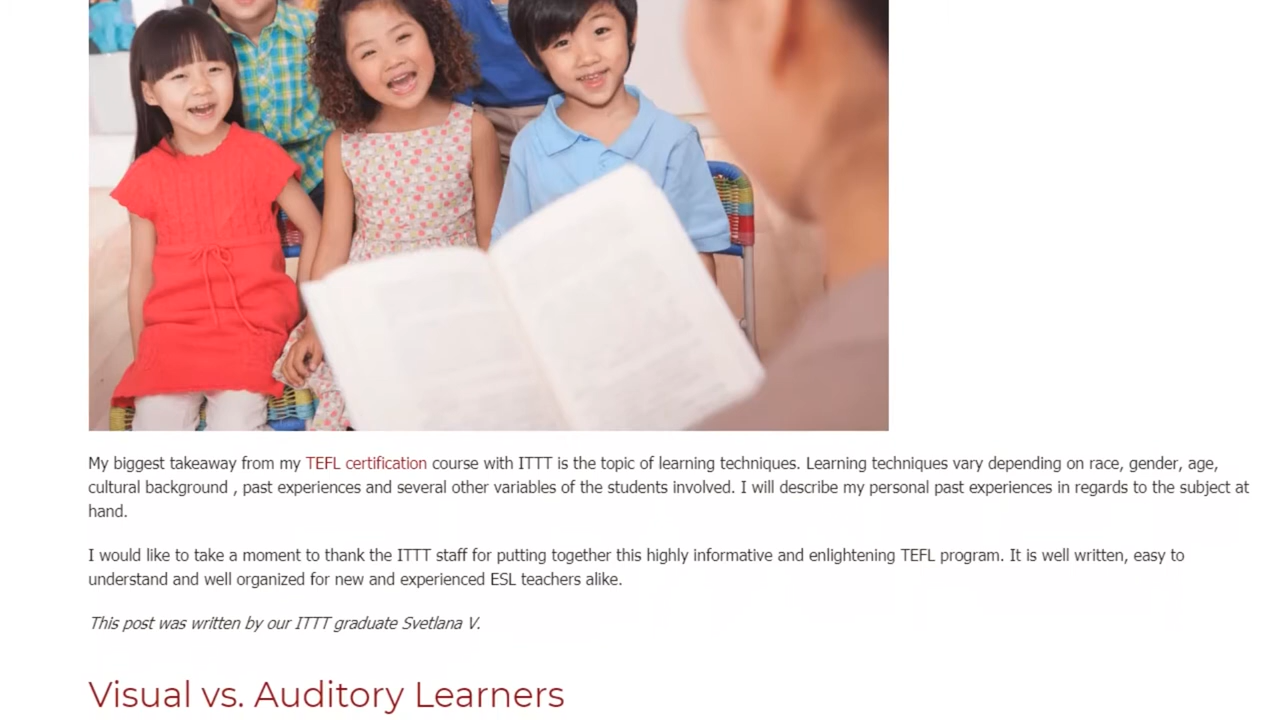 My biggest takeaway from my TEFL certification course with ITTT is the topic of learning techniques. Learning techniques vary depending on race, gender, age,
cultural background , past experiences and several other variables of the students involved. I will describe my personal past experiences in regards to the subject at
hand.
I would like to take a moment to thank the ITTT staff for putting together this highly informative and enlightening TEFL program. It is well written, easy to
understand and well organized for new and experienced ESL teachers alike.
This post was written by our ITTT graduate Svetlana V.
Visual vs. Auditory Learners